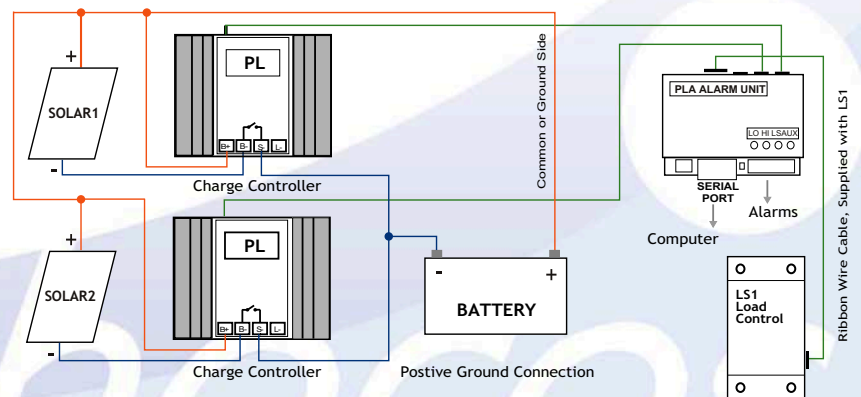 PL
SOLAR1
+
-
B+ B- S- L-
Charge Controller
Common or Ground Side
PLA ALARM UNIT
LO HI LSAUX
SERIAL
PORT
Alarms
Computer
Ribbon Wire Cable, Supplied with LS1
PL
SOLAR2
+
-
B+ B- S- L-
Charge Controller
- +
BATTERY
Postive Ground Connection
LS1
Load
Control